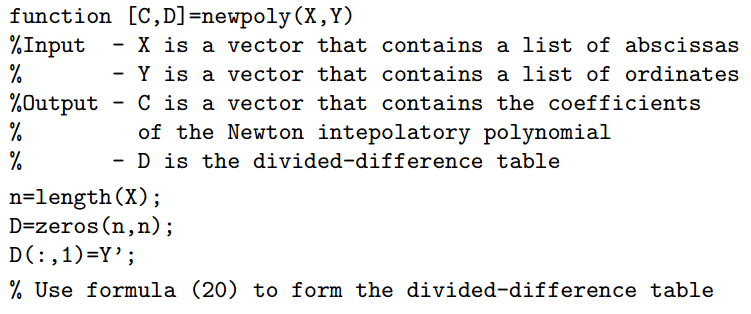 function [C,D]=newpoly(X,Y)
%Input  - X is a vector that contains a list of abscissas
%       - Y is a vector that contains a list of ordinates
%Output - C is a vector that contains the coefficients
%         of the Newton intepolatory polynomial
%       - D is the divided-difference table
n=length(X);
D=zeros(n,n);
D(:,1)=Y’;
% Use formula (20) to form the divided-difference table